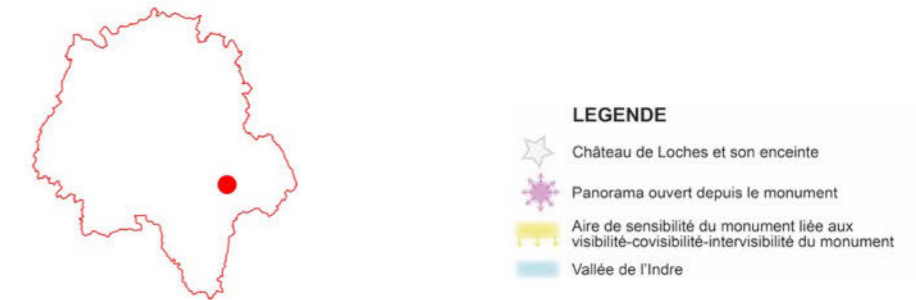 LEGENDE
Château de Loches et son enceinte
Panorama ouvert depuis le monument
Aire de sensibilité du monument liée aux
visibilité-covisibilité-intervisibilité du monument
Vallée de l'Indre